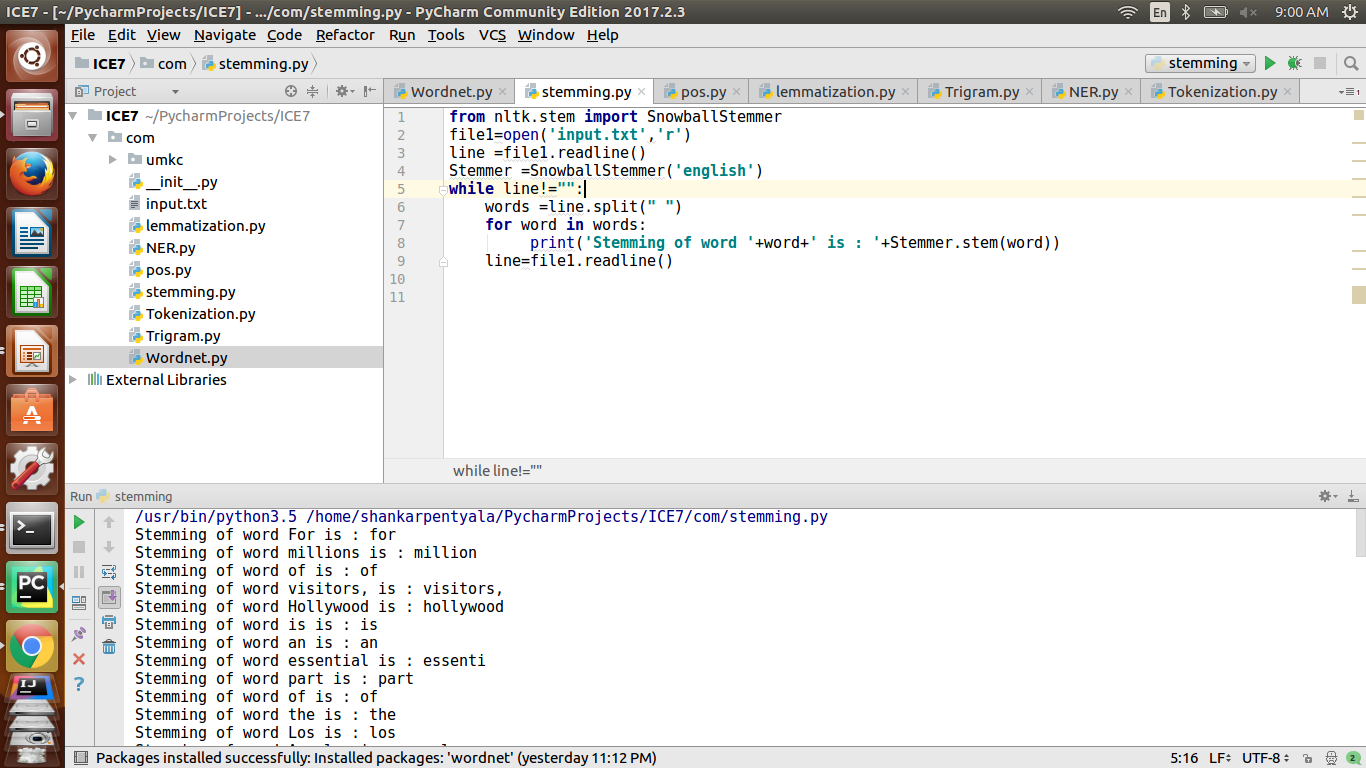 ICE7 - [~/PycharmProjects/ICE7] - .../com/stemming.py - PyCharm Community Edition 2017.2.3
En
9:00 AM
File Edit View Navigate Code Refactor Run Tools VCS Window Help
ICE7 com stemming.py
stemming
Project
Wordnet.py stemming.py pos.py lemmatization.py Trigram.py NER.py Tokenization.py
1
ICE7 ~/PycharmProjects/ICE7
com
umkc
__init__.py
input.txt
lemmatization.py
NER.py
pos.py
stemming.py
Tokenization.py
Trigram.py
Wordnet.py
External Libraries
1 from nltk.stem import SnowballStemmer
2 file1=open('input.txt','r')
3 line =file1.readline()
4 Stemmer =SnowballStemmer('english')
5 while line!="":
6 words =line.split(" ")
7 for word in words:
8 print('Stemming of word '+word+' is : '+Stemmer.stem(word))
9 line=file1.readline()
10
11
while line!=""
Run stemming
/usr/bin/python3.5 /home/shankarpentyala/PycharmProjects/ICE7/com/stemming.py
Stemming of word For is : for
Stemming of word millions is : million
Stemming of word of is : of
Stemming of word visitors, is : visitors,
Stemming of word Hollywood is : hollywood
Stemming of word is is : is
Stemming of word an is : an
Stemming of word essential is : essenti
Stemming of word part is : part
Stemming of word of is : of
Stemming of word the is : the
Stemming of word Los is : los
PC
IJ
Packages installed successfully: Installed packages: 'wordnet' (yesterday 11:12 PM)
5:16 LF UTF-8 2